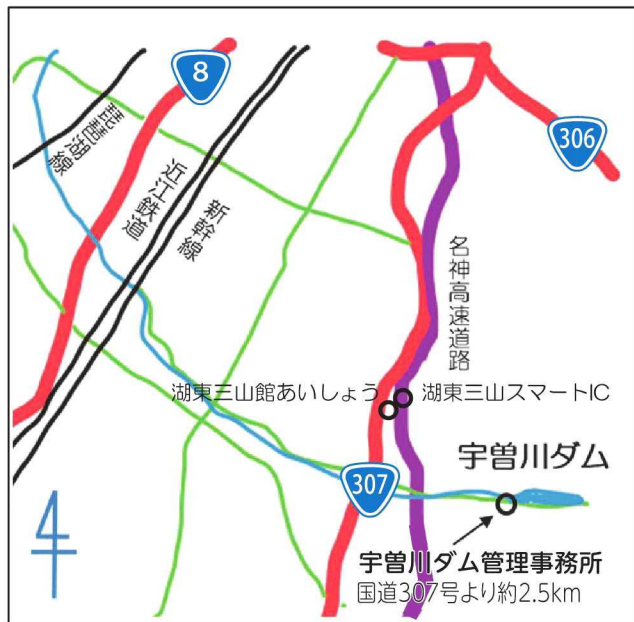 8
306
琵琶湖線
近江鉄道
新幹線
名神高速道路
湖東三山館あいしょう
湖東三山スマートIC
307
宇曽川ダム
宇曽川ダム管理事務所
国道307号より約2.5km